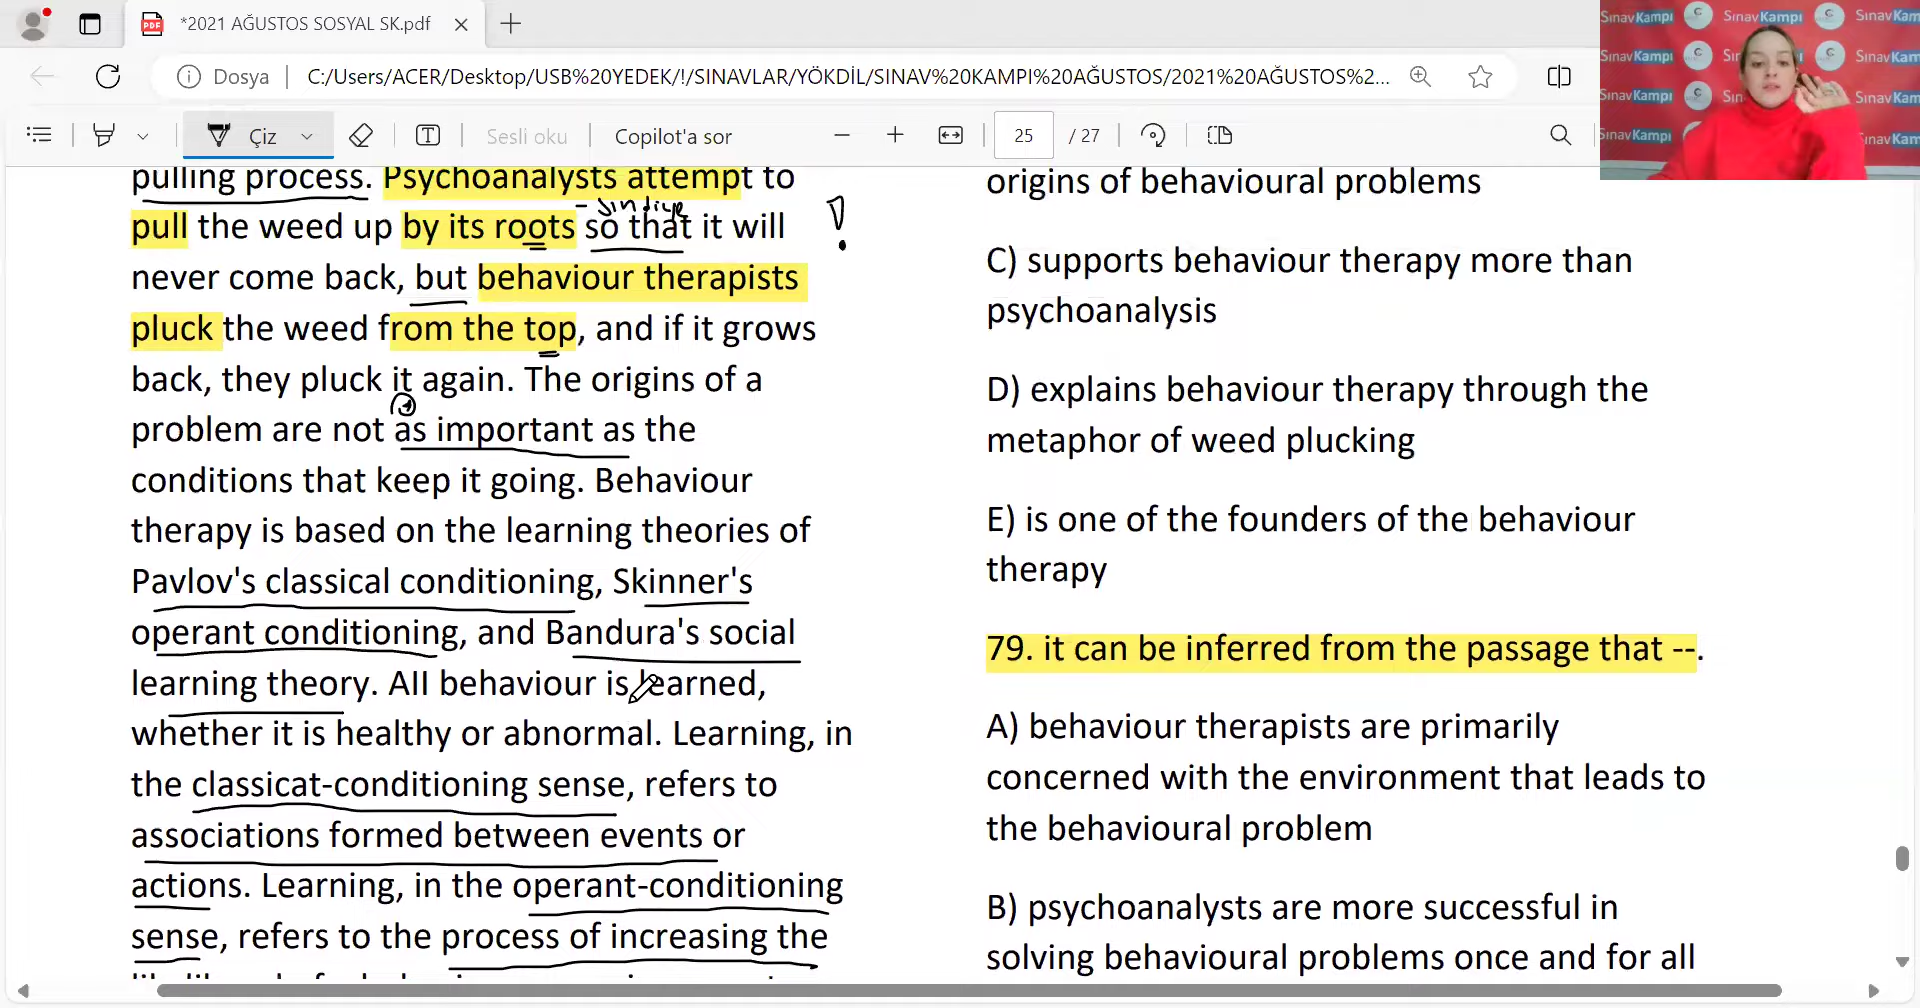 *2021 AĞUSTOS SOSYAL SK.pdf
Dosya
C:/Users/ACER/Desktop/USB%20YEDEK/!/SINAVLAR/YÖKDİL/SINAV%20KAMPI%20AĞUSTOS/2021%20AĞUSTOS%2...
Çiz
Sesli oku
Copilot'a sor
25
/ 27
SınavKampı
SınavKampı
SınavKam
SınavKampı
SınavKam
SınavKampı
SınavKam
SınavKampı
ınavKam
pulling process. Psychoanalysts attempt to
pull the weed up by its roots so that it will
never come back, but behaviour therapists
pluck the weed from the top, and if it grows
back, they pluck it again. The origins of a
problem are not as important as the
conditions that keep it going. Behaviour
therapy is based on the learning theories of
Pavlov's classical conditioning, Skinner's
operant conditioning, and Bandura's social
learning theory. AII behaviour is learned,
whether it is healthy or abnormal. Learning, in
the classicat-conditioning sense, refers to
associations formed between events or
actions. Learning, in the operant-conditioning
sense, refers to the process of increasing the
origins of behavioural problems
C) supports behaviour therapy more than
psychoanalysis
D) explains behaviour therapy through the
metaphor of weed plucking
E) is one of the founders of the behaviour
therapy
79. it can be inferred from the passage that --.
A) behaviour therapists are primarily
concerned with the environment that leads to
the behavioural problem
B) psychoanalysts are more successful in
solving behavioural problems once and for all